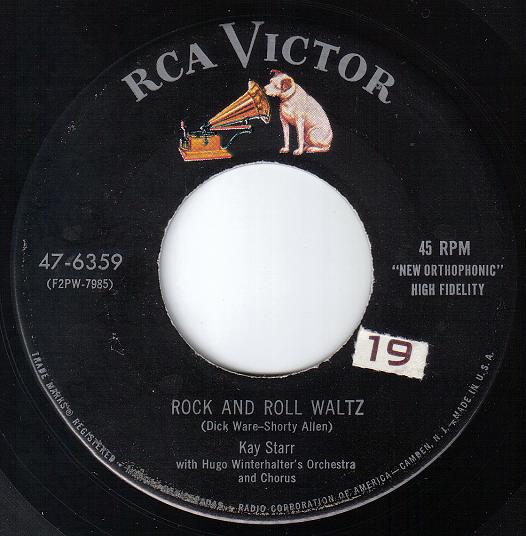 RCA VICTOR
47-6359
(F2PW-7985)
45 RPM
"NEW ORTHOPHONIC"
HIGH FIDELITY
19
ROCK AND ROLL WALTZ
(Dick Ware—Shorty Allen)
Kay Starr
with Hugo Winterhalter's Orchestra
and Chorus
TRADE MARKS® REGISTERED • RADIO CORPORATION OF AMERICA—CAMDEN, N.J.—MADE IN U.S.A.